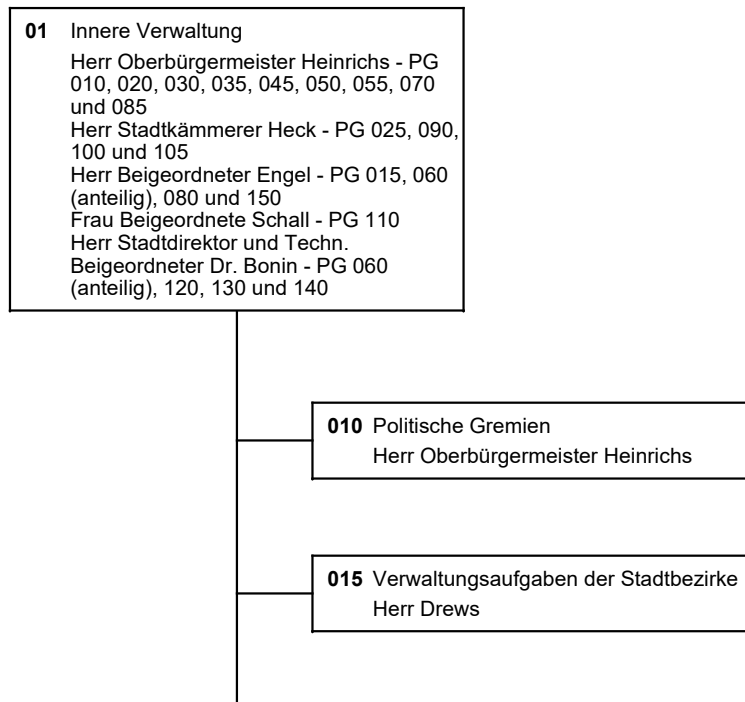 01 Innere Verwaltung
Herr Oberbürgermeister Heinrichs - PG
010, 020, 030, 035, 045, 050, 055, 070
und 085
Herr Stadtkämmerer Heck - PG 025, 090,
100 und 105
Herr Beigeordneter Engel - PG 015, 060
(anteilig), 080 und 150
Frau Beigeordnete Schall - PG 110
Herr Stadtdirektor und Techn.
Beigeordneter Dr. Bonin - PG 060
(anteilig), 120, 130 und 140
010 Politische Gremien
Herr Oberbürgermeister Heinrichs
015 Verwaltungsaufgaben der Stadtbezirke
Herr Drews